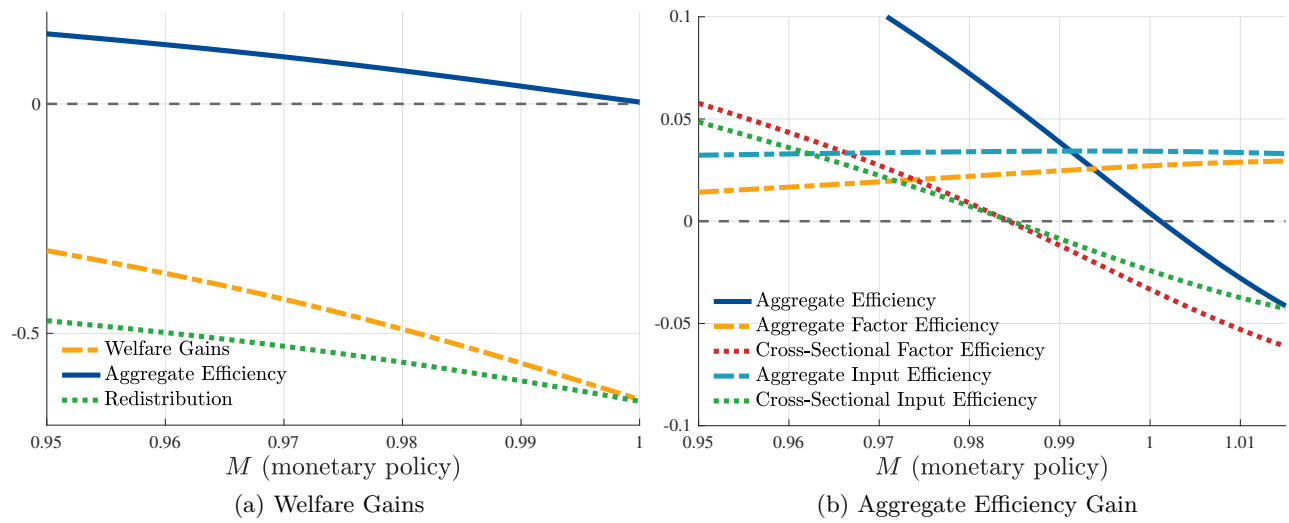 0
-0.5
Welfare Gains
Aggregate Efficiency
Redistribution
0.95 0.96 0.97 0.98 0.99 1
M (monetary policy)
(a) Welfare Gains
0.1
0.05
0
-0.05
-0.1
Aggregate Efficiency
Aggregate Factor Efficiency
Cross-Sectional Factor Efficiency
Aggregate Input Efficiency
Cross-Sectional Input Efficiency
0.95 0.96 0.97 0.98 0.99 1 1.01
M (monetary policy)
(b) Aggregate Efficiency Gain